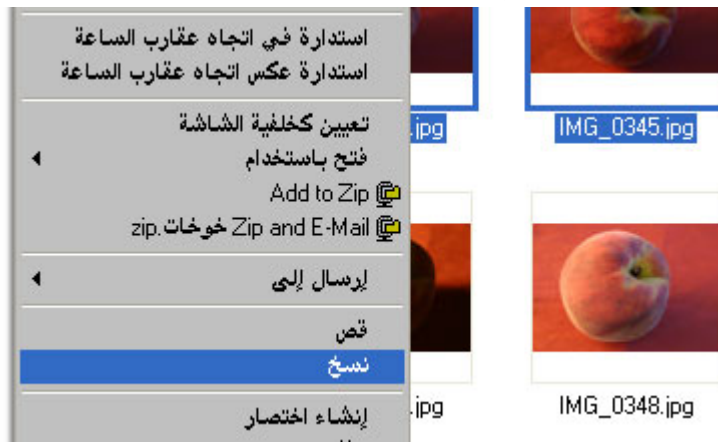 استدارة في اتجاه عقارب الساعة
استدارة عكس اتجاه عقارب الساعة
تعيين كخلفية الشاشة
فتح باستخدام
Add to Zip
Zip and E-Mail خوخات.zip
إرسال إلى
قص
نسخ
إنشاء اختصار
.jpg
IMG_0345.jpg
.jpg
IMG_0348.jpg